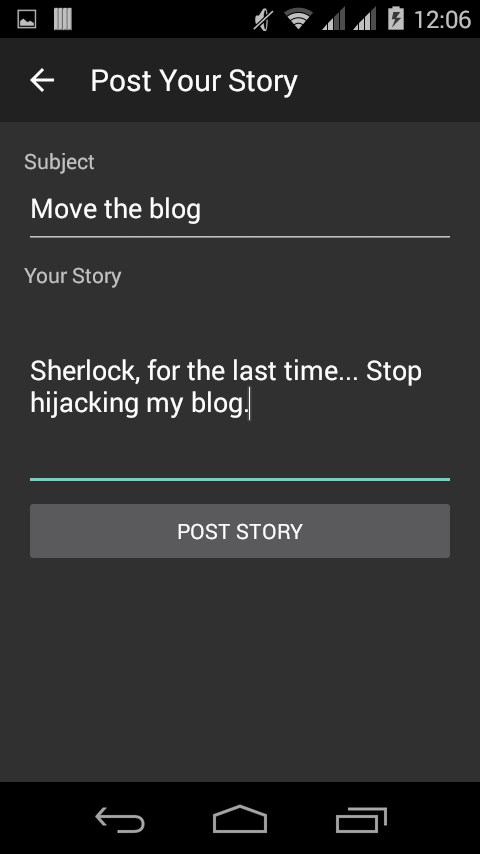 12:06
Post Your Story
Subject
Move the blog
Your Story
Sherlock, for the last time... Stop
hijacking my blog.
POST STORY